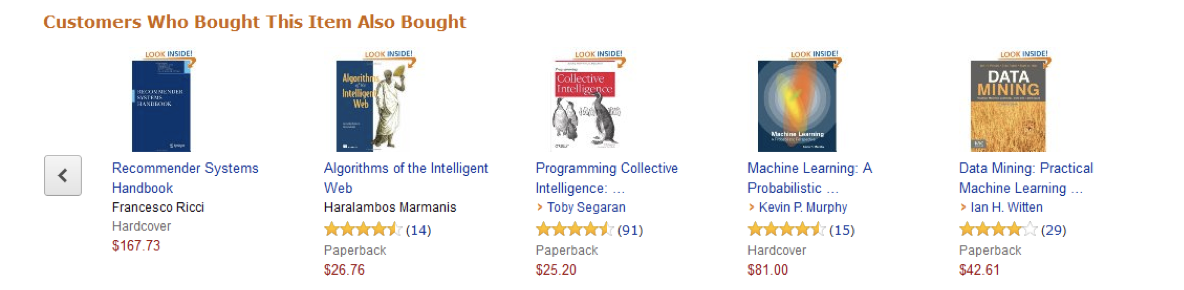 Customers Who Bought This Item Also Bought
LOOK INSIDE!
RECOMMENDER
SYSTEMS
HANDBOOK
Recommender Systems
Handbook
Francesco Ricci
Hardcover
$167.73
LOOK INSIDE!
Algorithms
of the
Intelligent
Web
Algorithms of the Intelligent
Web
Haralambos Marmanis
(14)
Paperback
$26.76
LOOK INSIDE!
Programming
Collective
Intelligence
Programming Collective
Intelligence: ...
› Toby Segaran
(91)
Paperback
$25.20
LOOK INSIDE!
Machine Learning
Machine Learning: A
Probabilistic ...
› Kevin P. Murphy
(15)
Hardcover
$81.00
LOOK INSIDE!
DATA
MINING
Data Mining: Practical
Machine Learning ...
› Ian H. Witten
(29)
Paperback
$42.61